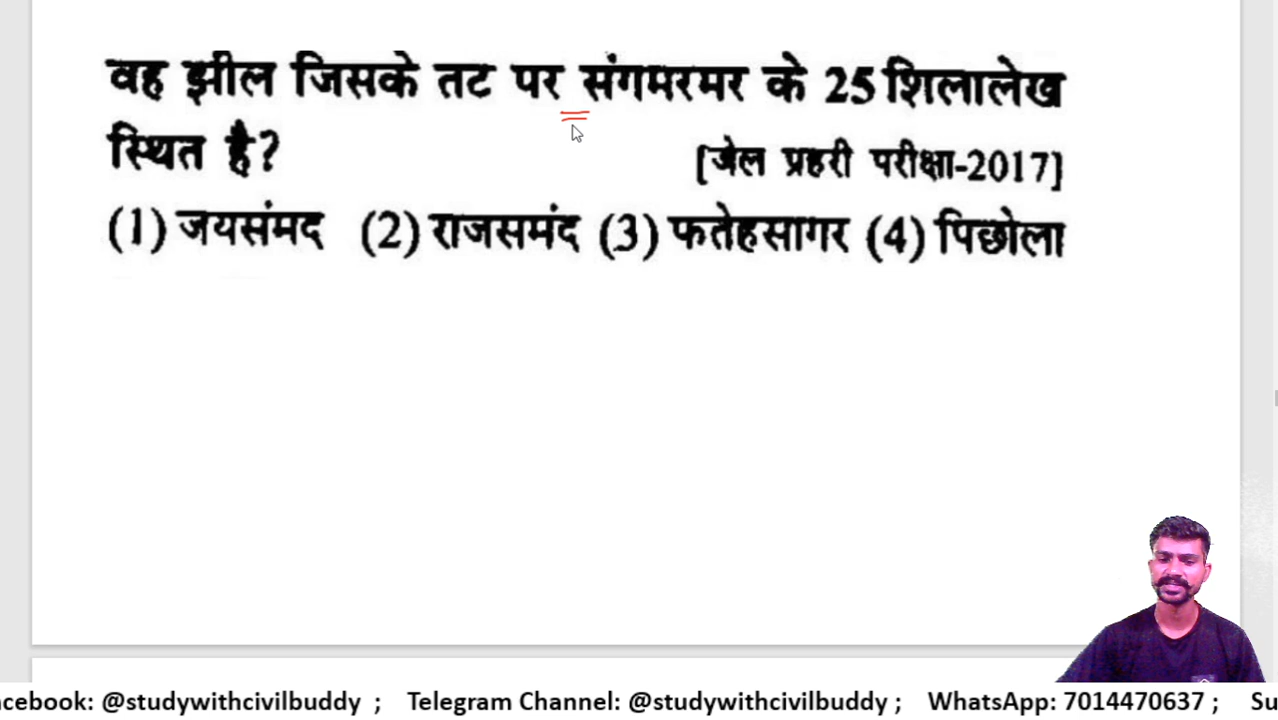 वह झील जिसके तट पर संगमरमर के 25 शिलालेख
स्थित है? [जेल प्रहरी परीक्षा-2017]
(1) जयसंमद (2) राजसमंद (3) फतेहसागर (4) पिछोला
acebook: @studywithcivilbuddy ; Telegram Channel: @studywithcivilbuddy ; WhatsApp: 7014470637 ; Su